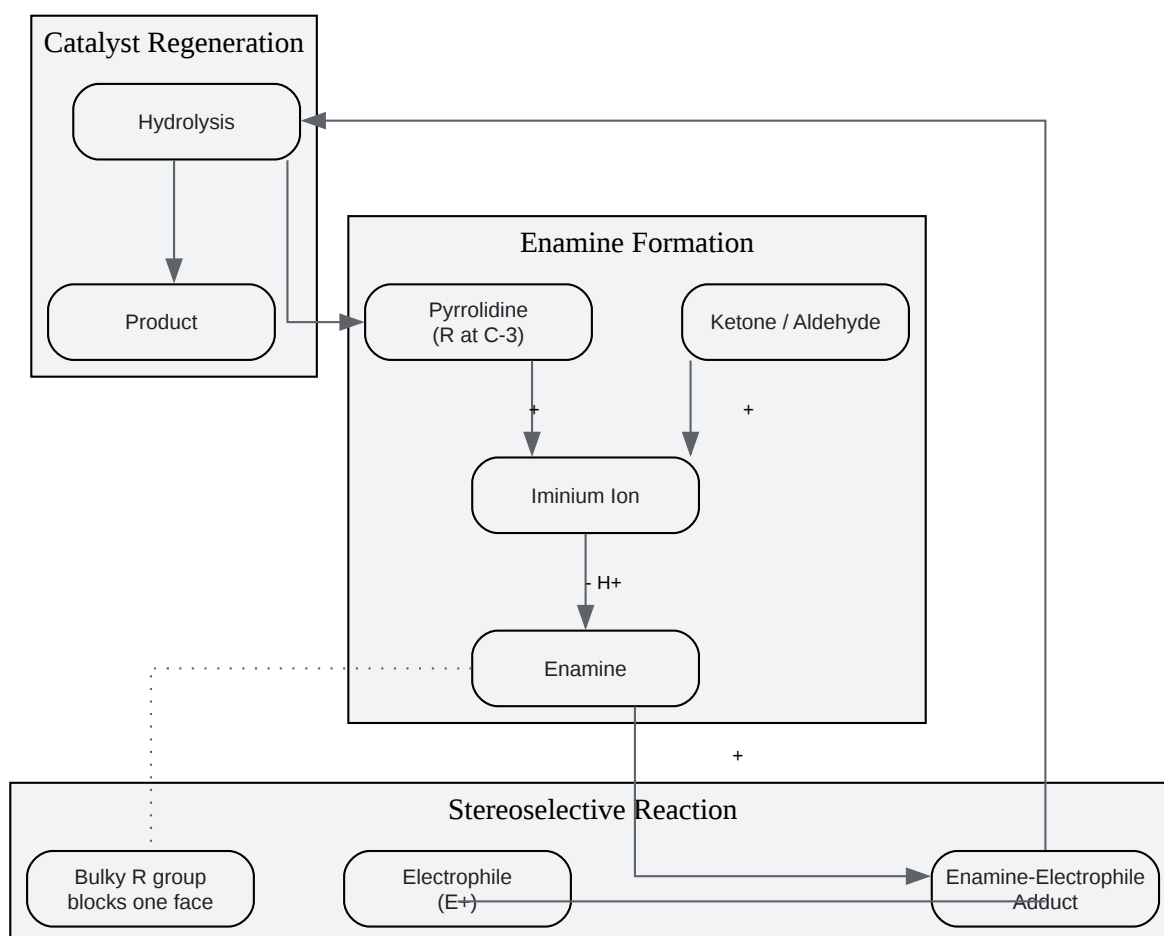 Catalyst Regeneration
Hydrolysis
Product
Enamine Formation
Pyrrolidine
(R at C-3)
Ketone / Aldehyde
+
+
Iminium Ion
- H+
Enamine
+
Stereoselective Reaction
Bulky R group
blocks one face
Electrophile
(E+)
Enamine-Electrophile
Adduct